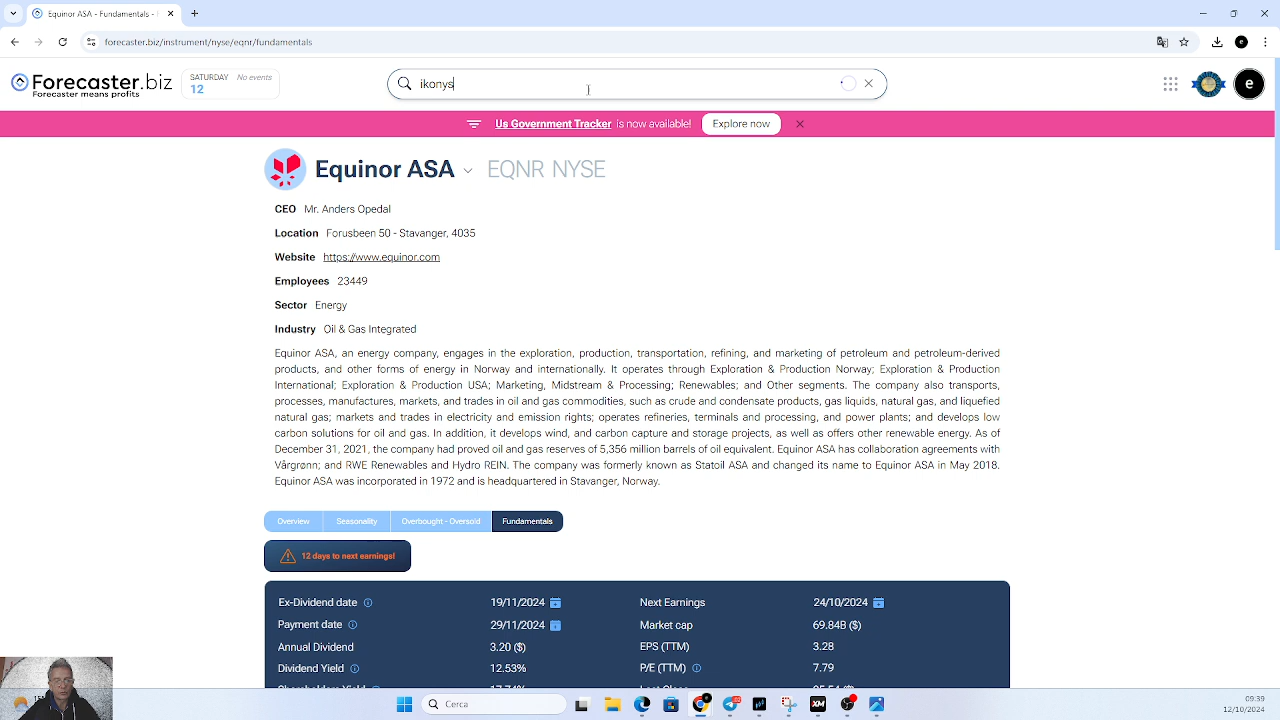 Equinor ASA -
forecaster.biz/instrument/nyse/eqnr/fundamentals
e
Forecaster.biz
Forecaster means profits
SATURDAY No events
12
ikonys
e
Us Government Tracker is now available! Explore now
Equinor ASA EQNR NYSE
CEO Mr. Anders Opedal
Location Forusbeen 50 - Stavanger, 4035
Website https://www.equinor.com
Employees 23449
Sector Energy
Industry Oil & Gas Integrated
Equinor ASA, an energy company, engages in the exploration, production, transportation, refining, and marketing of petroleum and petroleum-derived
products, and other forms of energy in Norway and internationally. It operates through Exploration & Production Norway; Exploration & Production
International; Exploration & Production USA; Marketing, Midstream & Processing; Renewables; and Other segments. The company also transports,
processes, manufactures, markets, and trades in oil and gas commodities, such as crude and condensate products, gas liquids, natural gas, and liquefied
natural gas; markets and trades in electricity and emission rights; operates refineries, terminals and processing, and power plants; and develops low
carbon solutions for oil and gas. In addition, it develops wind, and carbon capture and storage projects, as well as offers other renewable energy. As of
December 31, 2021, the company had proved oil and gas reserves of 5,356 million barrels of oil equivalent. Equinor ASA has collaboration agreements with
Vårgrønn; and RWE Renewables and Hydro REIN. The company was formerly known as Statoil ASA and changed its name to Equinor ASA in May 2018.
Equinor ASA was incorporated in 1972 and is headquartered in Stavanger, Norway.
Overview Seasonality Overbought - Oversold Fundamentals
12 days to next earnings!
Ex-Dividend date 19/11/2024 Next Earnings 24/10/2024
Payment date 29/11/2024 Market cap 69.84B ($)
Annual Dividend 3.20 ($) EPS (TTM) 3.28
Dividend Yield 12.53% P/E (TTM) 7.79
Cerca
09:39
12/10/2024